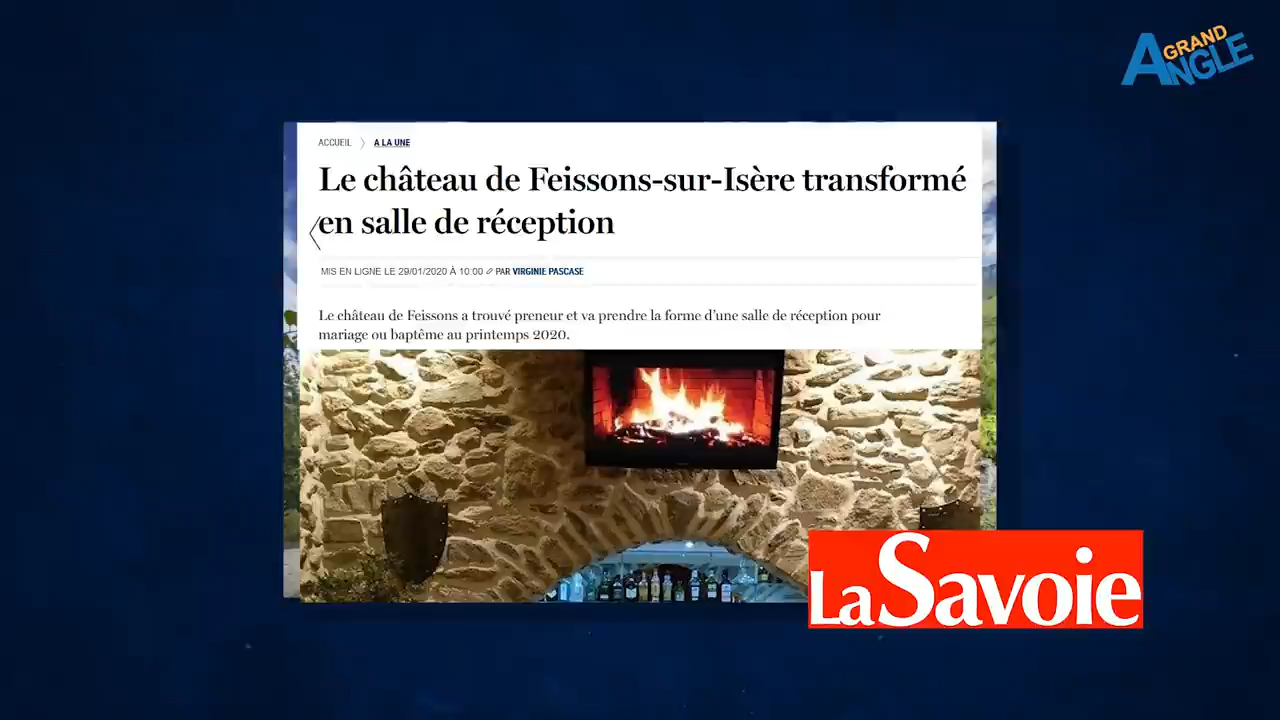 GRAND
ANGLE
ACCUEIL
A LA UNE
Le château de Feissons-sur-Isère transformé
en salle de réception
MIS EN LIGNE LE 29/01/2020 À 10:00 PAR VIRGINIE PASCASE
Le château de Feissons a trouvé preneur et va prendre la forme d'une salle de réception pour
mariage ou baptême au printemps 2020.
La Savoie